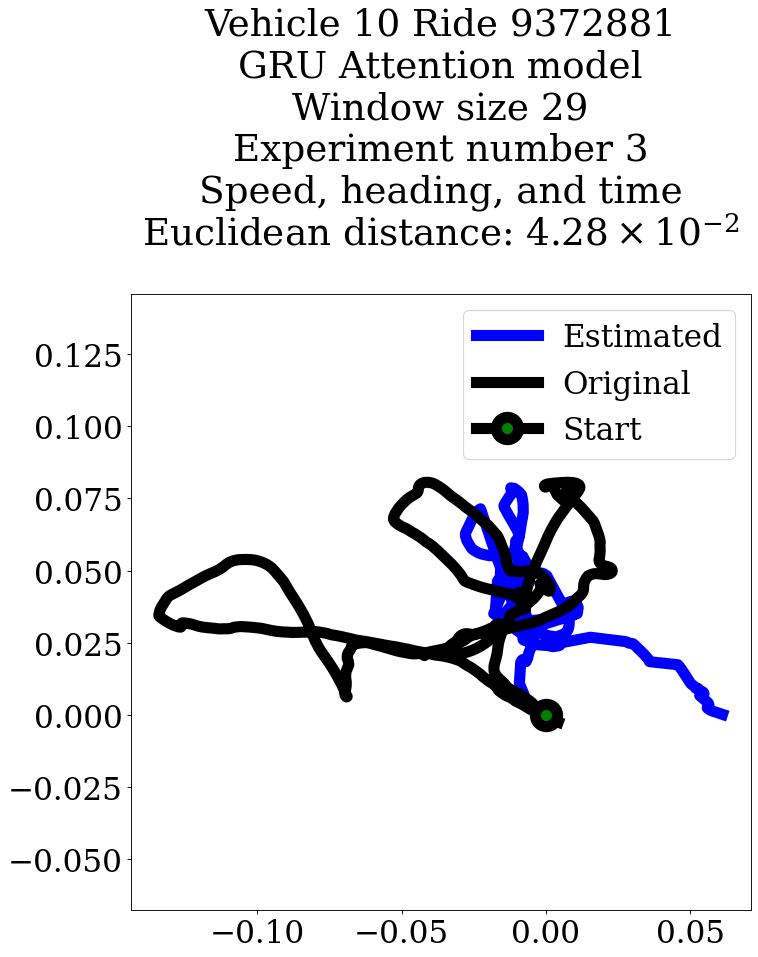 Vehicle 10 Ride 9372881
GRU Attention model
Window size 29
Experiment number 3
Speed, heading, and time
Euclidean distance: 4.28 × 10⁻²
Estimated
Original
Start
0.125
0.100
0.075
0.050
0.025
0.000
−0.025
−0.050
−0.10 −0.05 0.00 0.05